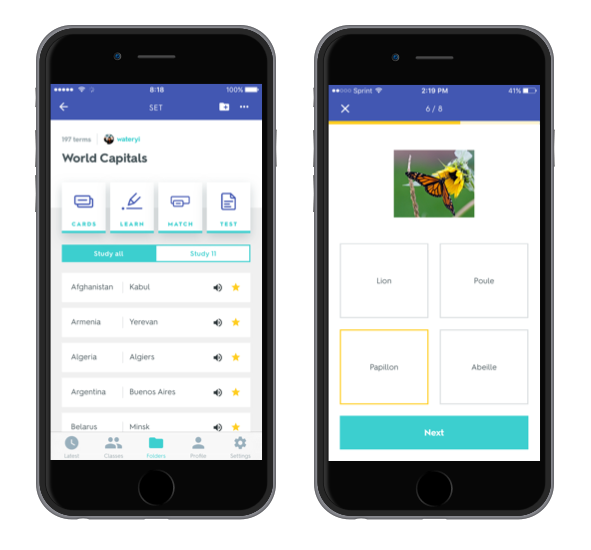 8:18
100%
SET
197 terms
wateryi
World Capitals
CARDS
LEARN
MATCH
TEST
Study all
Study 11
Afghanistan
Kabul
Armenia
Yerevan
Algeria
Algiers
Argentina
Buenos Aires
Belarus
Minsk
Latest
Classes
Folders
Profile
Settings
Sprint
2:19 PM
41%
6 / 8
Lion
Poule
Papillon
Abeille
Next